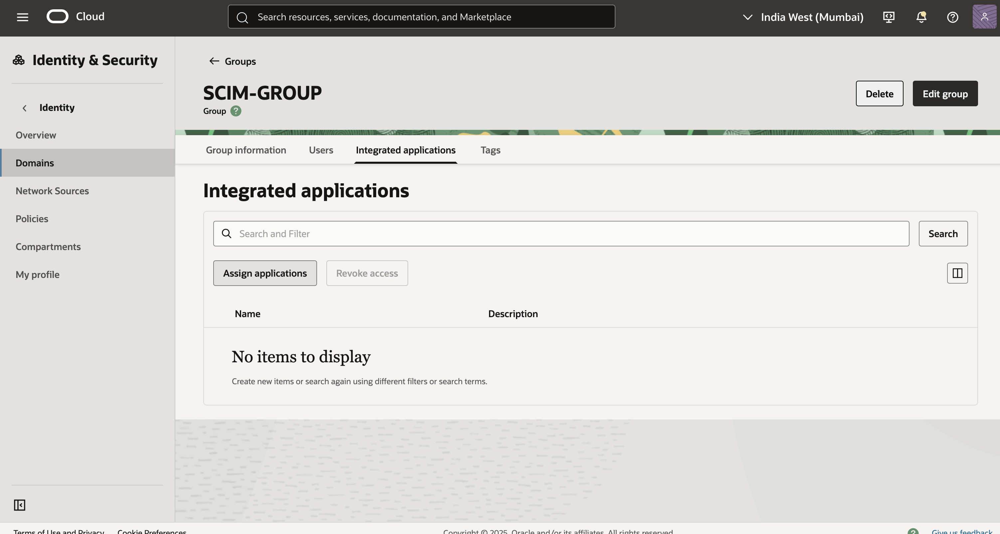 Cloud
Search resources, services, documentation, and Marketplace
India West (Mumbai)
Identity & Security
Identity
Overview
Domains
Network Sources
Policies
Compartments
My profile
Groups
SCIM-GROUP
Group ?
Delete
Edit group
Group information
Users
Integrated applications
Tags
Integrated applications
Search and Filter
Search
Assign applications
Revoke access
Name
Description
No items to display
Create new items or search again using different filters or search terms.
Terms of Use and Privacy
Cookie Preferences
Copyright © 2025, Oracle and/or its affiliates. All rights reserved.
?
Give us feedback